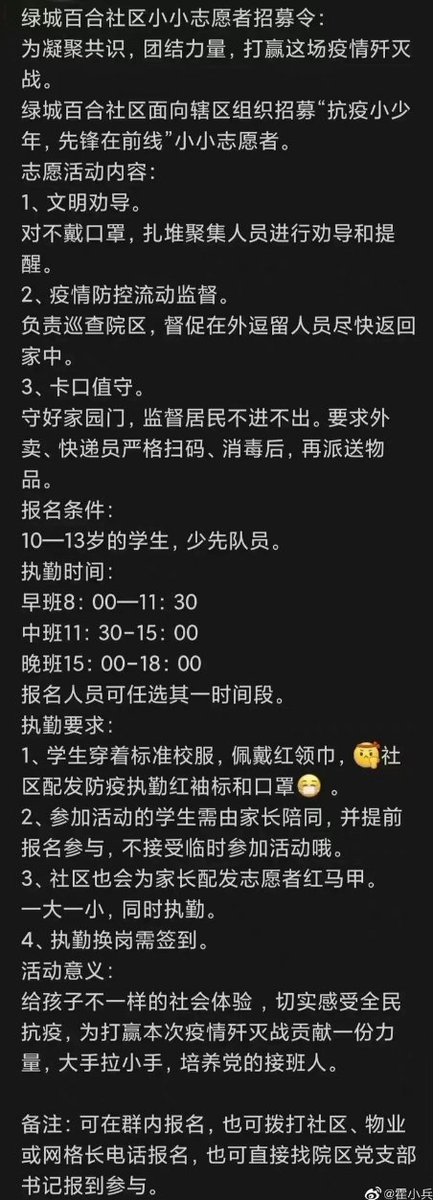 绿城百合社区小小志愿者招募令：
为凝聚共识，团结力量，打赢这场疫情歼灭
战。
绿城百合社区面向辖区组织招募“抗疫小少
年，先锋在前线”小小志愿者。
志愿活动内容：
1、文明劝导。
对不戴口罩，扎堆聚集人员进行劝导和提
醒。
2、疫情防控流动监督。
负责巡查院区，督促在外逗留人员尽快返回
家中。
3、卡口值守。
守好家园门，监督居民不进不出。要求外
卖、快递员严格扫码、消毒后，再派送物
品。
报名条件：
10—13岁的学生，少先队员。
执勤时间：
早班8：00—11：30
中班11：30-15：00
晚班15：00-18：00
报名人员可任选其一时间段。
执勤要求：
1、学生穿着标准校服，佩戴红领巾，社
区配发防疫执勤红袖标和口罩😷。
2、参加活动的学生需由家长陪同，并提前
报名参与，不接受临时参加活动哦。
3、社区也会为家长配发志愿者红马甲。
一大一小，同时执勤。
4、执勤换岗需签到。
活动意义：
给孩子不一样的社会体验，切实感受全民
抗疫，为打赢本次疫情歼灭战贡献一份力
量，大手拉小手，培养党的接班人。
备注：可在群内报名，也可拨打社区、物业
或网格长电话报名，也可直接找院区党支部
书记报到参与。
@霍小兵